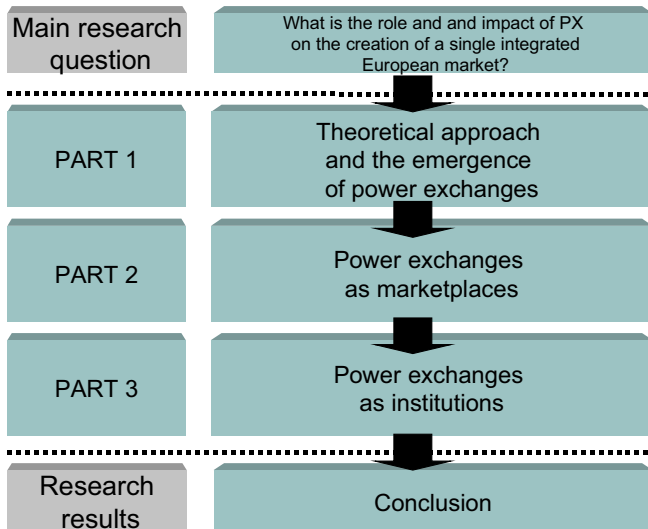 Main research
question
What is the role and and impact of PX
on the creation of a single integrated
European market?
PART 1
Theoretical approach
and the emergence
of power exchanges
PART 2
Power exchanges
as marketplaces
PART 3
Power exchanges
as institutions
Research
results
Conclusion